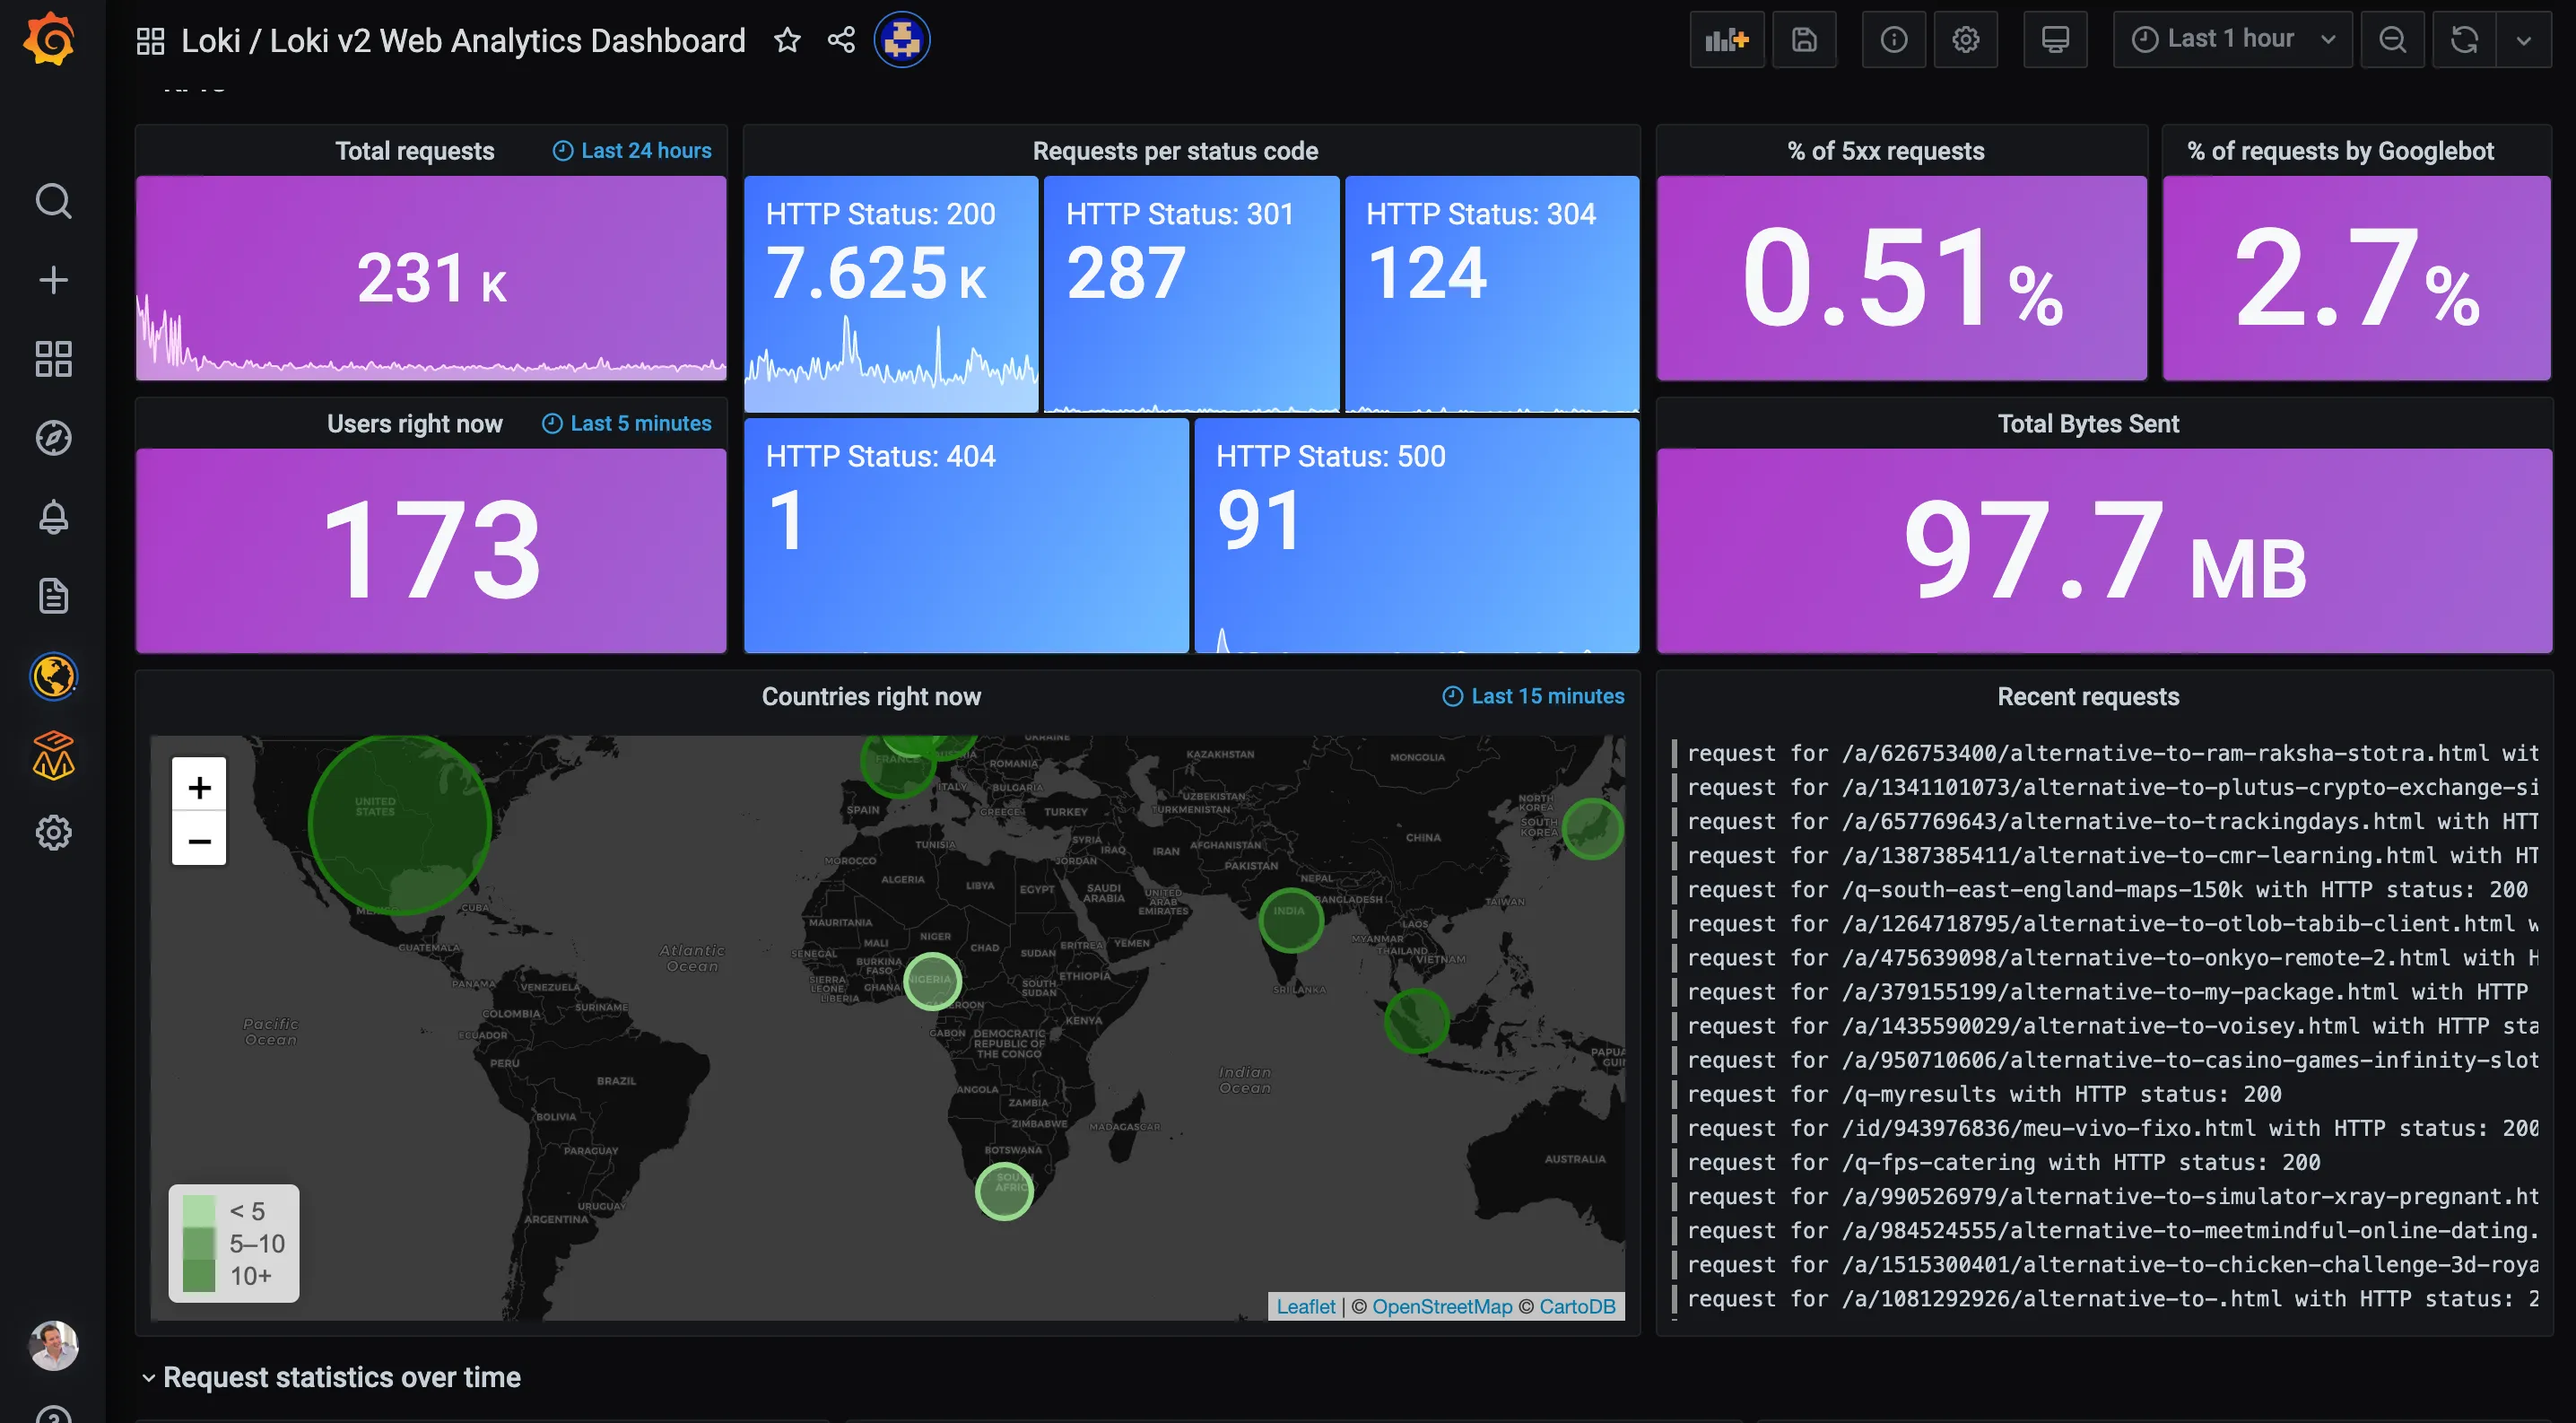 Loki / Loki v2 Web Analytics Dashboard
Last 1 hour
Total requests
Last 24 hours
231 K
Requests per status code
HTTP Status: 200
7.625 K
HTTP Status: 301
287
HTTP Status: 304
124
HTTP Status: 404
1
HTTP Status: 500
91
% of 5xx requests
0.51%
% of requests by Googlebot
2.7%
Users right now
Last 5 minutes
173
Total Bytes Sent
97.7 MB
Countries right now
Last 15 minutes
+
−
UKRAINE
KAZAKHSTAN
MONGOLIA
FRANCE
ROMANIA
ITALY
BULGARIA
UZBEKISTAN
TURKMENISTAN
NORTH
KOREA
SOUTH
KOREA
UNITED
STATES
SPAIN
GREECE
TURKEY
CHINA
TUNISIA
SYRIA
IRAQ
IRAN
AFGHANISTAN
MOROCCO
JORDAN
PAKISTAN
ALGERIA
LIBYA
EGYPT
SAUDI
ARABIA
UNITED
ARAB
EMIRATES
NEPAL
BANGLADESH
TAIWAN
MEXICO
CUBA
INDIA
MAURITANIA
LAOS
GUATEMALA
Atlantic
Ocean
MALI
NIGER
CHAD
SUDAN
ERITREA
YEMEN
MYANMAR
THAILAND
VIETNAM
SENEGAL
BURKINA
FASO
PANAMA
VENEZUELA
SIERRA
LEONE
LIBERIA
GHANA
NIGERIA
SOUTH
SUDAN
ETHIOPIA
SRI LANKA
SURINAME
CAMEROON
COLOMBIA
Pacific
Ocean
ECUADOR
GABON
DEMOCRATIC
REPUBLIC OF
THE CONGO
KENYA
PERU
BRAZIL
Indian
Ocean
ANGOLA
ZAMBIA
BOLIVIA
ZIMBABWE
MADAGASCAR
PARAGUAY
BOTSWANA
AUSTRALIA
SOUTH
AFRICA
URUGUAY
ARGENTINA
< 5
5–10
10+
Leaflet | © OpenStreetMap © CartoDB
Recent requests
request for /a/626753400/alternative-to-ram-raksha-stotra.html wit
request for /a/1341101073/alternative-to-plutus-crypto-exchange-si
request for /a/657769643/alternative-to-trackingdays.html with HTT
request for /a/1387385411/alternative-to-cmr-learning.html with HT
request for /q-south-east-england-maps-150k with HTTP status: 200
request for /a/1264718795/alternative-to-otlob-tabib-client.html w
request for /a/475639098/alternative-to-onkyo-remote-2.html with H
request for /a/379155199/alternative-to-my-package.html with HTTP
request for /a/1435590029/alternative-to-voisey.html with HTTP sta
request for /a/950710606/alternative-to-casino-games-infinity-slot
request for /q-myresults with HTTP status: 200
request for /id/943976836/meu-vivo-fixo.html with HTTP status: 200
request for /q-fps-catering with HTTP status: 200
request for /a/990526979/alternative-to-simulator-xray-pregnant.ht
request for /a/984524555/alternative-to-meetmindful-online-dating.
request for /a/1515300401/alternative-to-chicken-challenge-3d-roya
request for /a/1081292926/alternative-to-.html with HTTP status: 2
Request statistics over time